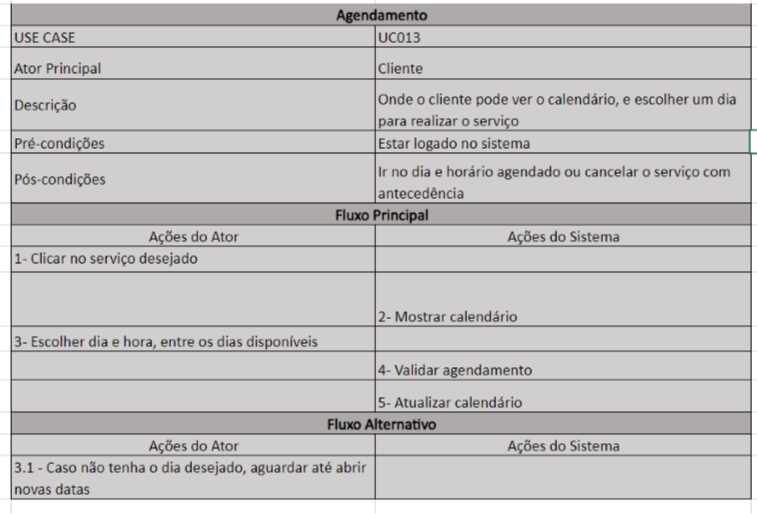 Agendamento
USE CASE
UC013
Ator Principal
Cliente
Descrição
Onde o cliente pode ver o calendário, e escolher um dia
para realizar o serviço
Pré-condições
Estar logado no sistema
Pós-condições
Ir no dia e horário agendado ou cancelar o serviço com
antecedência
Fluxo Principal
Ações do Ator
Ações do Sistema
1- Clicar no serviço desejado
2- Mostrar calendário
3- Escolher dia e hora, entre os dias disponíveis
4- Validar agendamento
5- Atualizar calendário
Fluxo Alternativo
Ações do Ator
Ações do Sistema
3.1 - Caso não tenha o dia desejado, aguardar até abrir
novas datas